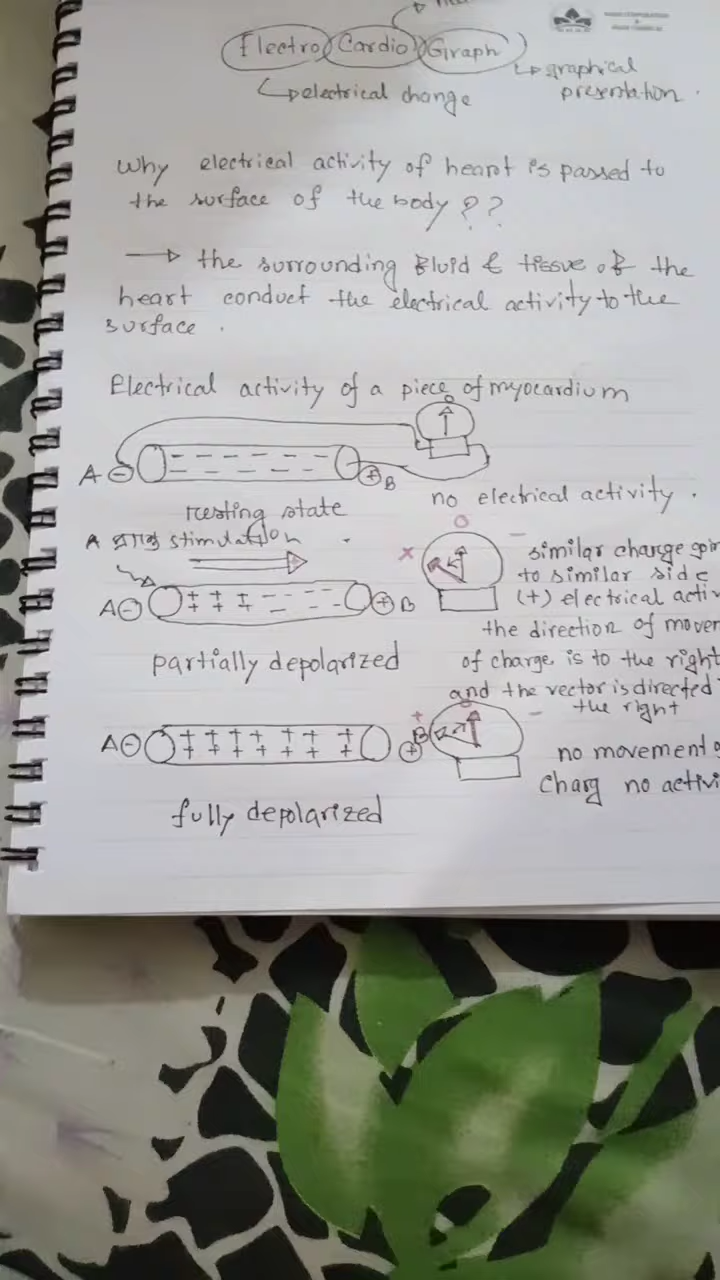 Electro Cardio Graph
graphical
presentation.
electrical change
Why electrical activity of heart is passed to
the surface of the body??
→ the surrounding fluid & tissue of the
heart conduct the electrical activity to the
surface.
Electrical activity of a piece of myocardium
A - - - - - - - - - - + B
resting state
no electrical activity.
A প্রান্তে stimulation
A - + + + - - - + + + - - - + B
partially depolarized
similar charge
to similar side
(+) electrical
the direction of
of charge is to the right
and the vector is directed
the right
A - + + + + + + + + + + + + + B
fully depolarized
no movement
Charg no